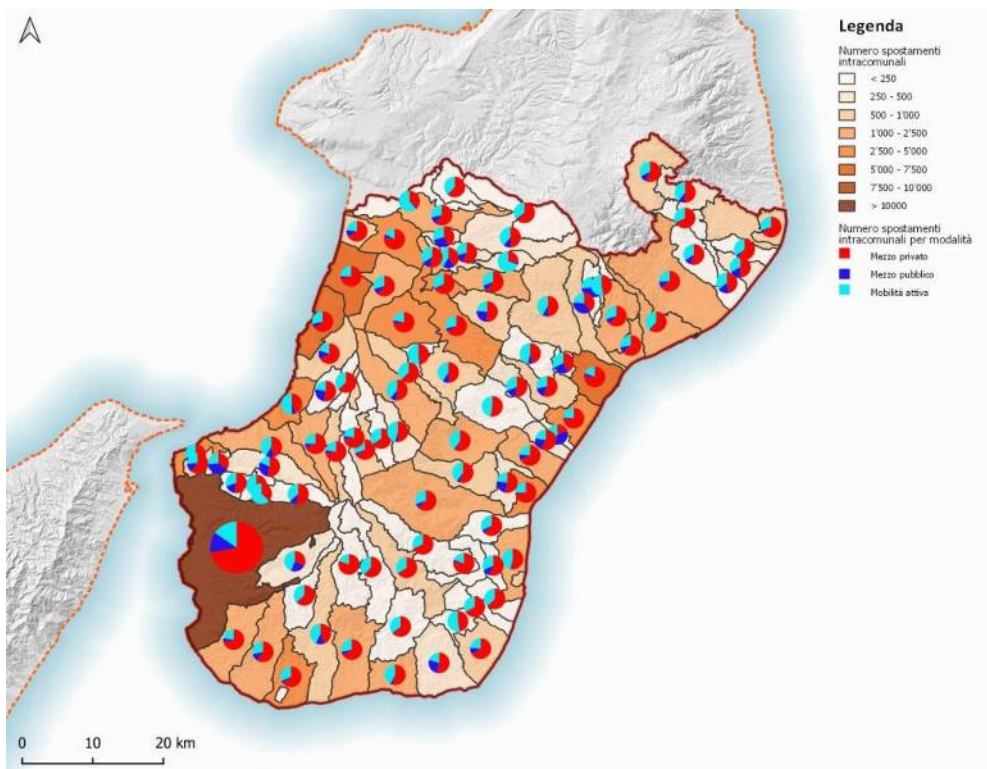 Legenda
Numero spostamenti
intracomunali
< 250
250 - 500
500 - 1'000
1'000 - 2'500
2'500 - 5'000
5'000 - 7'500
7'500 - 10'000
> 10000
Numero spostamenti
intracomunali per modalità
Mezzo privato
Mezzo pubblico
Mobilità attiva
0 10 20 km